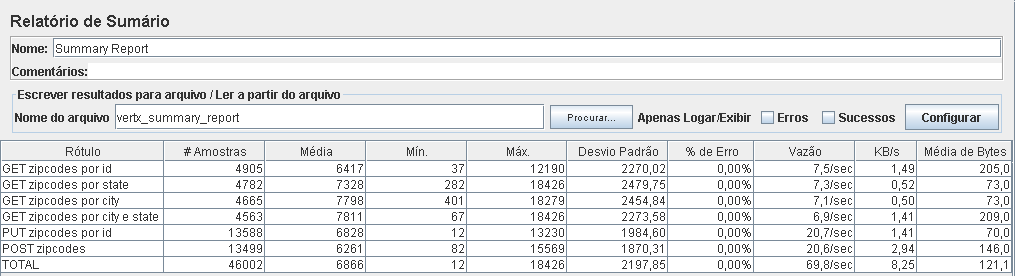 Relatório de Sumário
Nome: Summary Report
Comentários:
Escrever resultados para arquivo / Ler a partir do arquivo
Nome do arquivo vertx_summary_report Procurar... Apenas Logar/Exibir Erros Sucessos Configurar
Rótulo # Amostras Média Mín. Máx. Desvio Padrão % de Erro Vazão KB/s Média de Bytes
GET zipcodes por id 4905 6417 37 12190 2270,02 0,00% 7,5/sec 1,49 205,0
GET zipcodes por state 4782 7328 282 18426 2479,75 0,00% 7,3/sec 0,52 73,0
GET zipcodes por city 4665 7798 401 18279 2454,84 0,00% 7,1/sec 0,50 73,0
GET zipcodes por city e state 4563 7811 67 18426 2273,58 0,00% 6,9/sec 1,41 209,0
PUT zipcodes por id 13588 6828 12 13230 1984,60 0,00% 20,7/sec 1,41 70,0
POST zipcodes 13499 6261 82 15569 1870,31 0,00% 20,6/sec 2,94 146,0
TOTAL 46002 6866 12 18426 2197,85 0,00% 69,8/sec 8,25 121,1